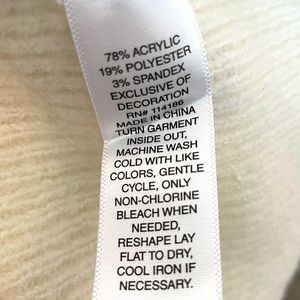 78% ACRYLIC
19% POLYESTER
3% SPANDEX
EXCLUSIVE OF
DECORATION
RN# 114186
MADE IN CHINA
TURN GARMENT
INSIDE OUT,
MACHINE WASH
COLD WITH LIKE
COLORS, GENTLE
CYCLE, ONLY
NON-CHLORINE
BLEACH WHEN
NEEDED,
RESHAPE LAY
FLAT TO DRY,
COOL IRON IF
NECESSARY.